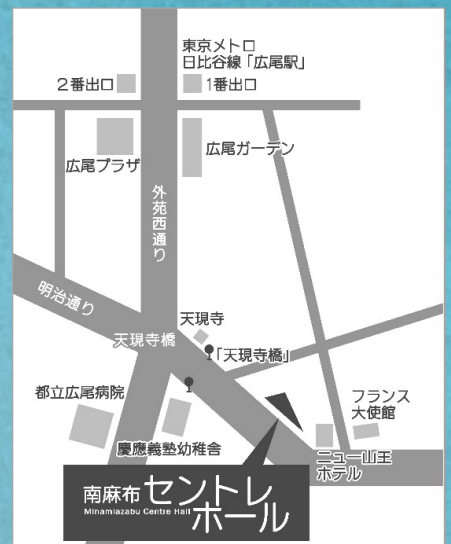 東京メトロ
日比谷線「広尾駅」
2番出口
1番出口
広尾プラザ
広尾ガーデン
外苑西通り
明治通り
天現寺
天現寺橋
「天現寺橋」
都立広尾病院
慶應義塾幼稚舎
フランス
大使館
ニュー山王
ホテル
南麻布 セントレ
Minamiazabu Centre Hall
ホール